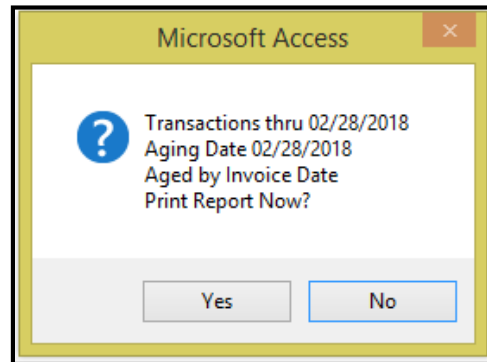 Microsoft Access
Transactions thru 02/28/2018
Aging Date 02/28/2018
Aged by Invoice Date
Print Report Now?
Yes
No